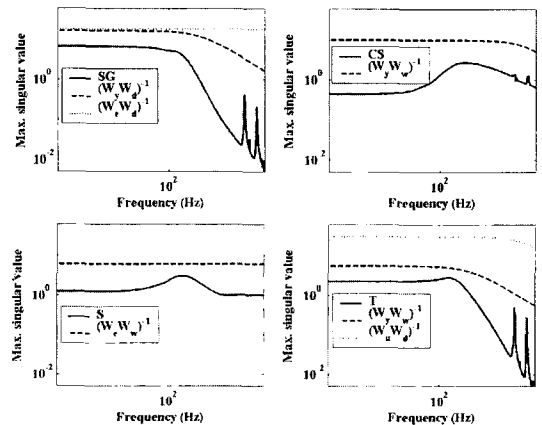 Max. singular value
10^0
10^-2
SG
(W_y W_d)^-1
(W_e W_d)^-1
10^2
Frequency (Hz)
Max. singular value
10^0
10^-2
CS
(W_y W_w)^-1
10^2
Frequency (Hz)
Max. singular value
10^0
10^-2
S
(W_e W_w)^-1
10^2
Frequency (Hz)
Max. singular value
10^0
10^-2
T
(W_y W_w)^-1
(W_u W_d)^-1
10^2
Frequency (Hz)